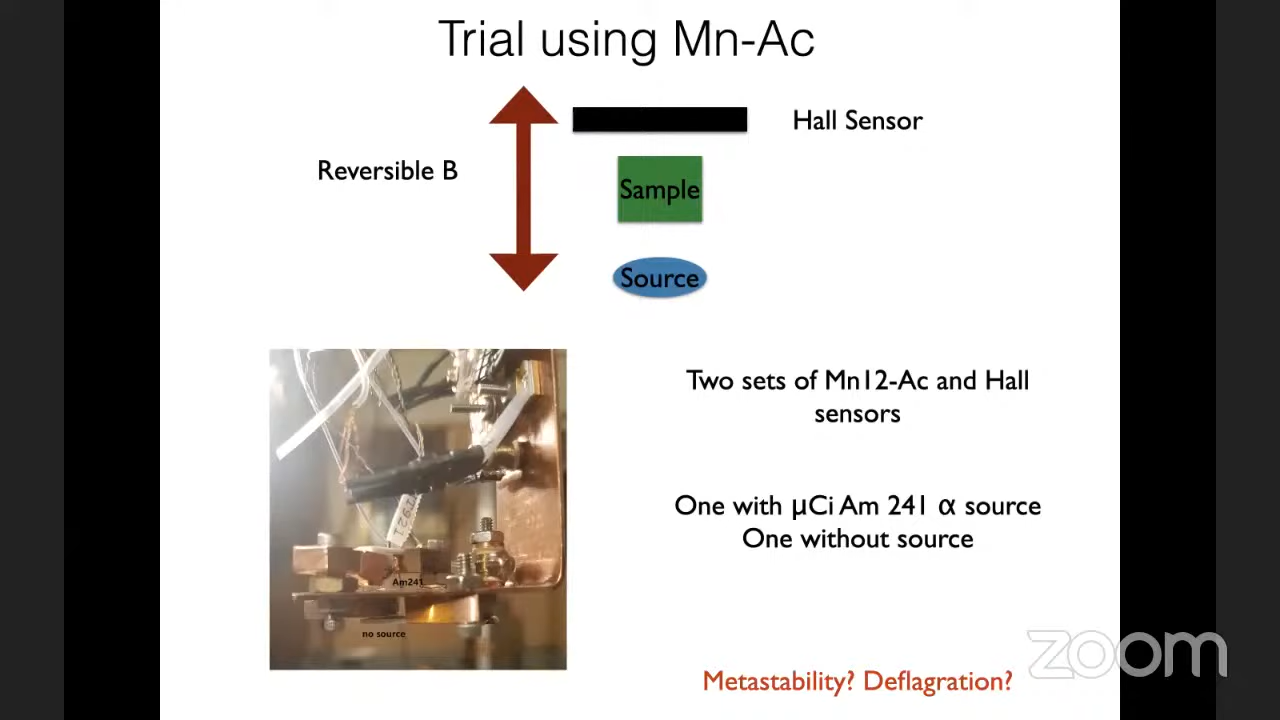 Trial using Mn-Ac
Hall Sensor
Reversible B
Sample
Source
Two sets of Mn12-Ac and Hall
sensors
One with μCi Am 241 α source
One without source
Am241
no source
Metastability? Deflagration?
zoom